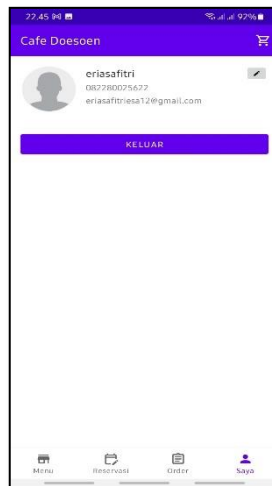 22.45 92%
Cafe Doesoen
eriasafitri
082280025622
eriasafitriesa12@gmail.com
KELUAR
Menu Reservasi Order Saya